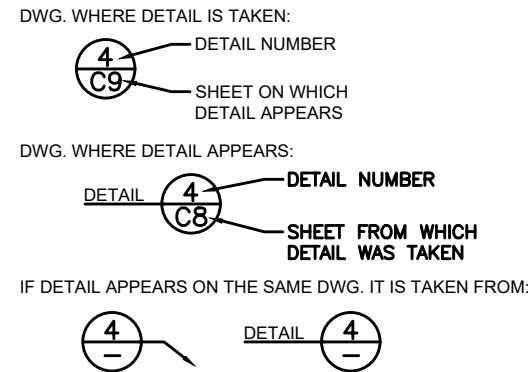 DWG. WHERE DETAIL IS TAKEN:
4
DETAIL NUMBER
C9
SHEET ON WHICH
DETAIL APPEARS
DWG. WHERE DETAIL APPEARS:
DETAIL
4
DETAIL NUMBER
C8
SHEET FROM WHICH
DETAIL WAS TAKEN
IF DETAIL APPEARS ON THE SAME DWG. IT IS TAKEN FROM:
4
–
DETAIL
4
–